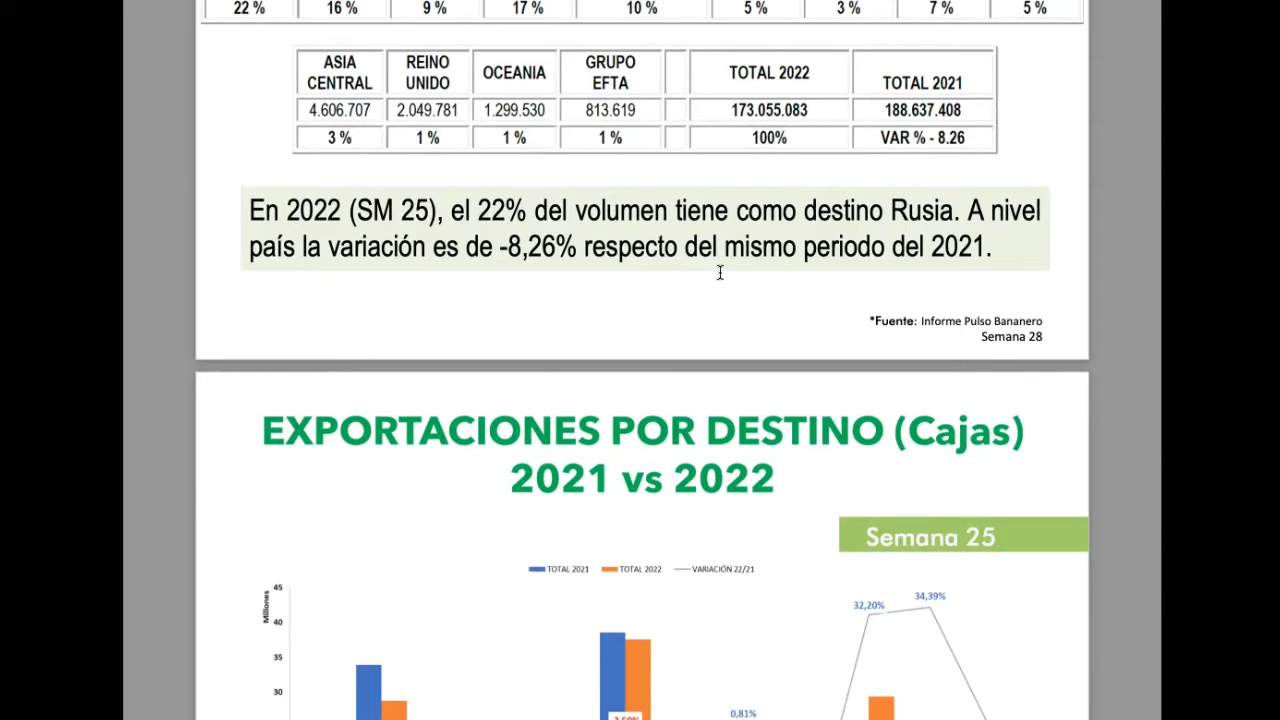 22 % 16 % 9 % 17 % 10 % 5 % 3 % 7 % 5 %
ASIA CENTRAL REINO UNIDO OCEANIA GRUPO EFTA TOTAL 2022 TOTAL 2021
4.606.707 2.049.781 1.299.530 813.619 173.055.083 188.637.408
3 % 1 % 1 % 1 % 100% VAR % - 8.26
En 2022 (SM 25), el 22% del volumen tiene como destino Rusia. A nivel
país la variación es de -8,26% respecto del mismo periodo del 2021.
*Fuente: Informe Pulso Bananero
Semana 28
EXPORTACIONES POR DESTINO (Cajas)
2021 vs 2022
Semana 25
TOTAL 2021 TOTAL 2022 VARIACIÓN 22/21
Millones
45
40
35
30
32,20%
34,39%
0,81%